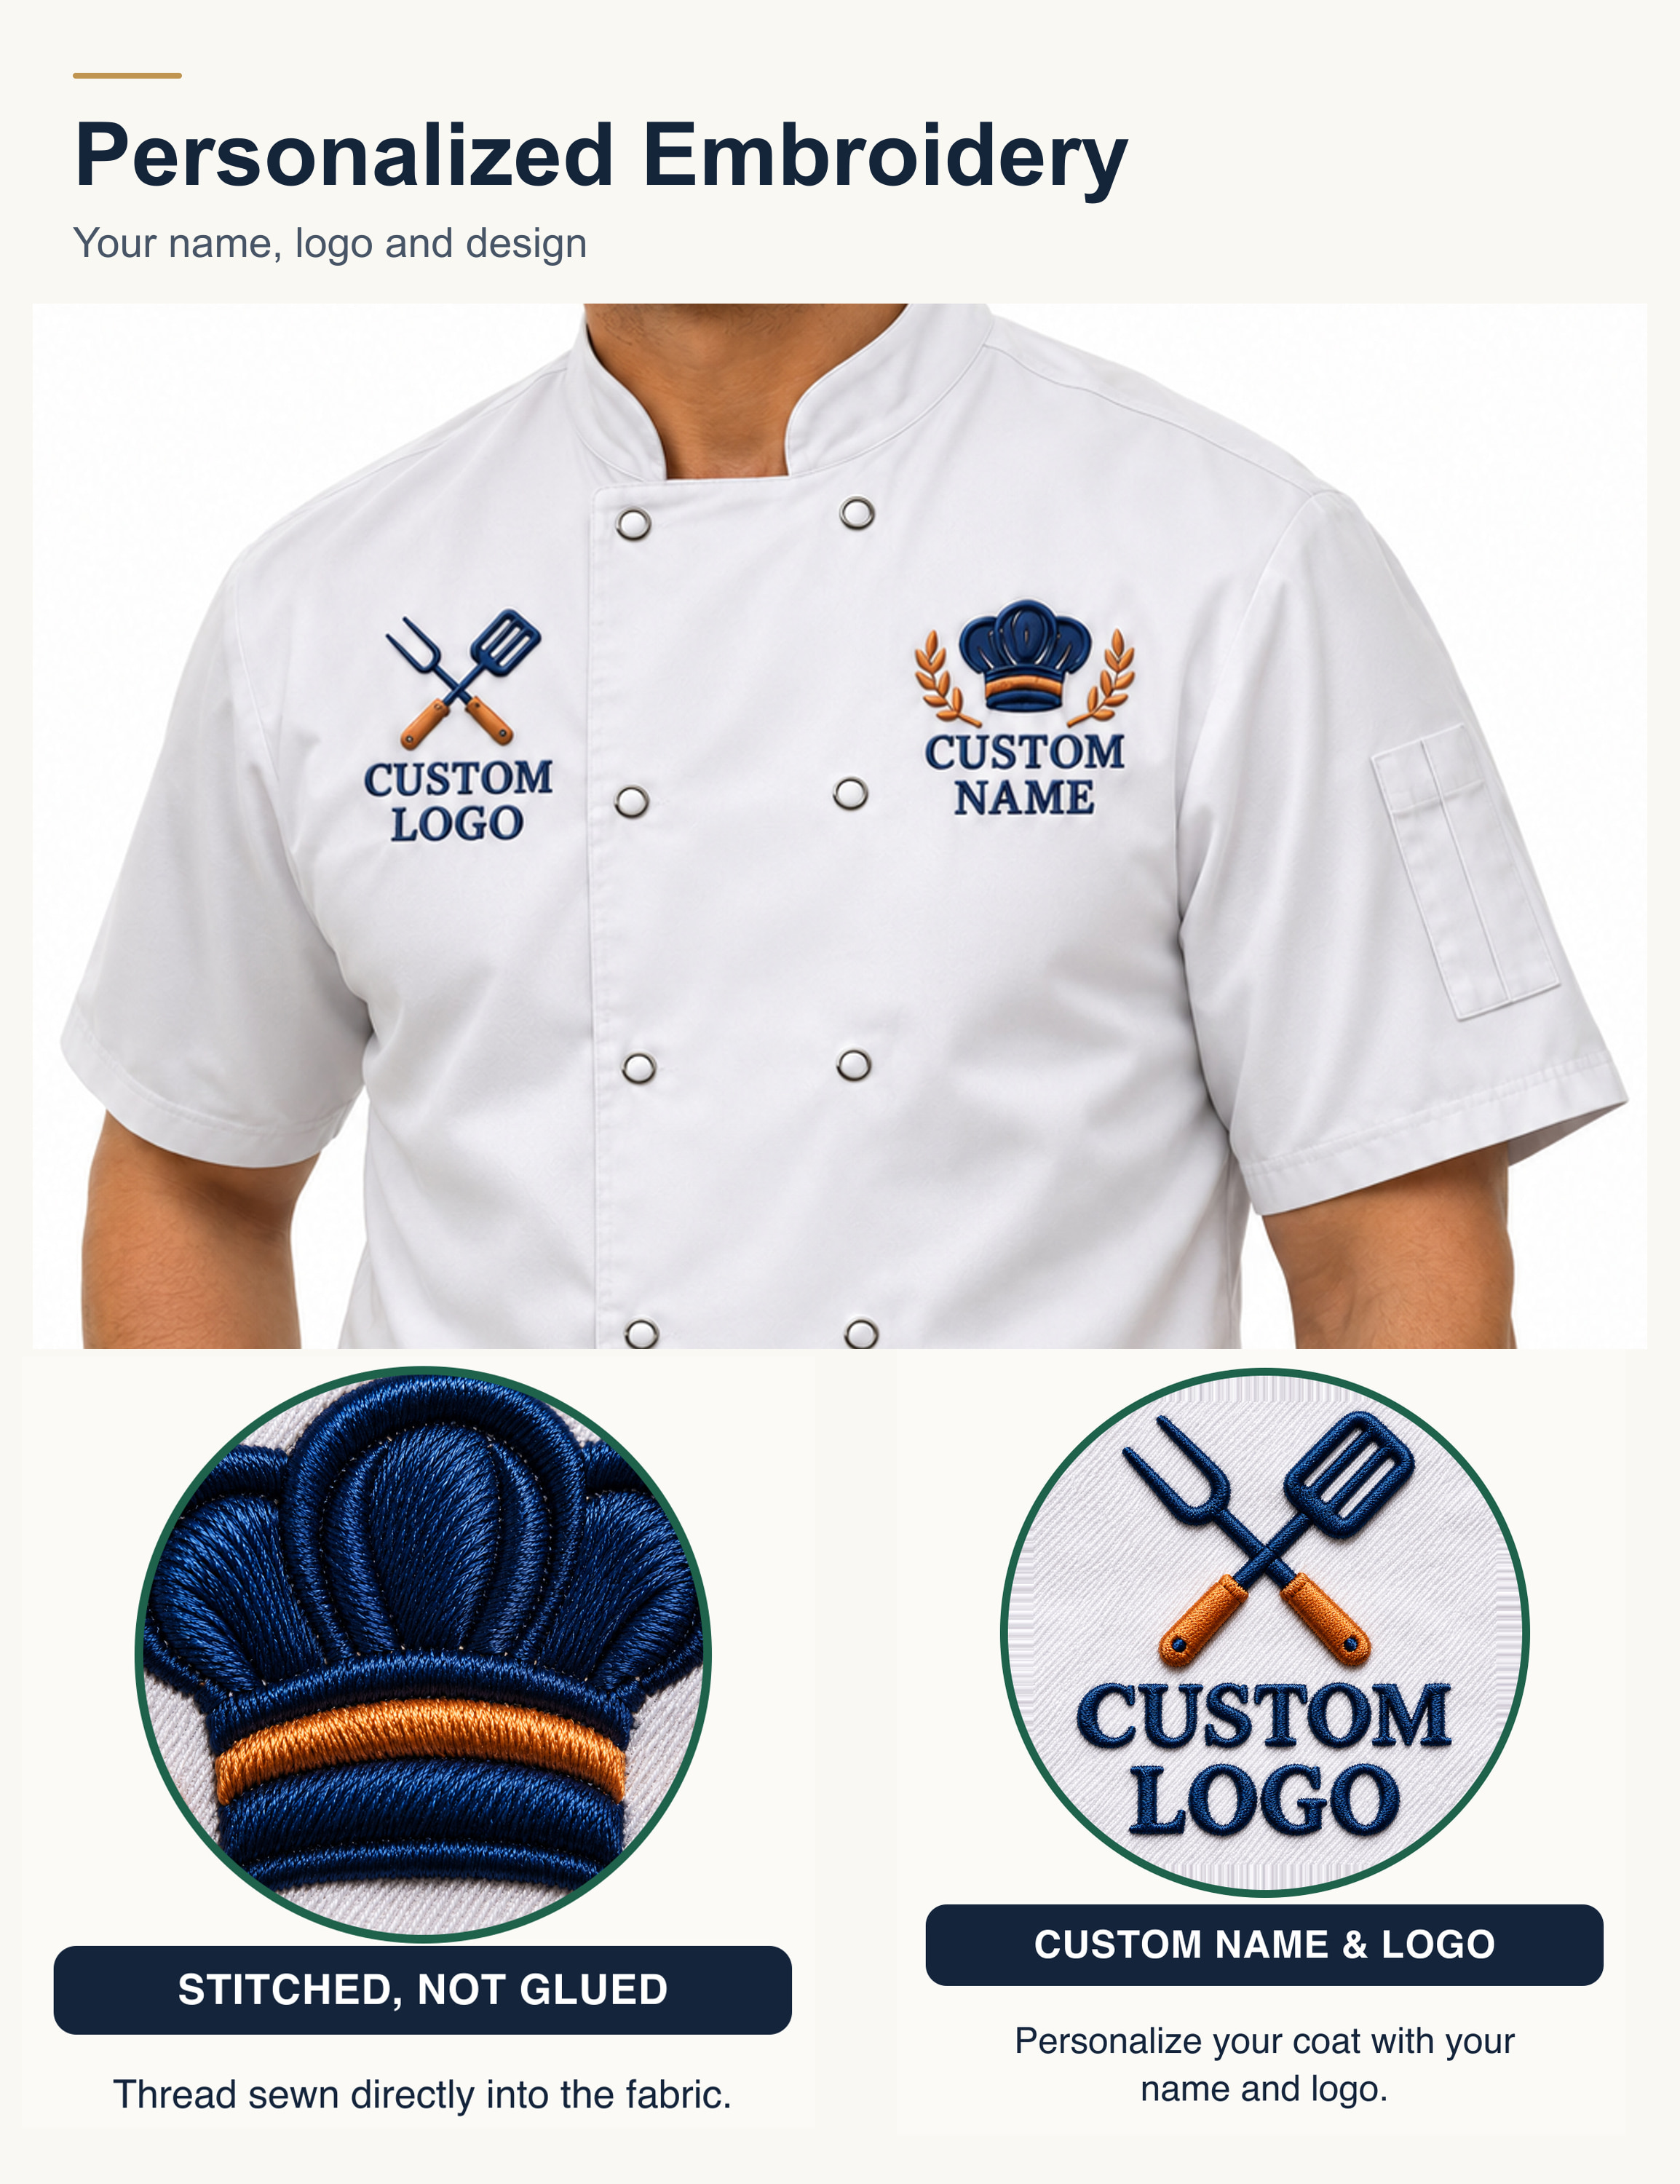 Personalized Embroidery
Your name, logo and design
CUSTOM
LOGO
CUSTOM
NAME
CUSTOM
LOGO
STITCHED, NOT GLUED
Thread sewn directly into the fabric.
CUSTOM NAME & LOGO
Personalize your coat with your
name and logo.